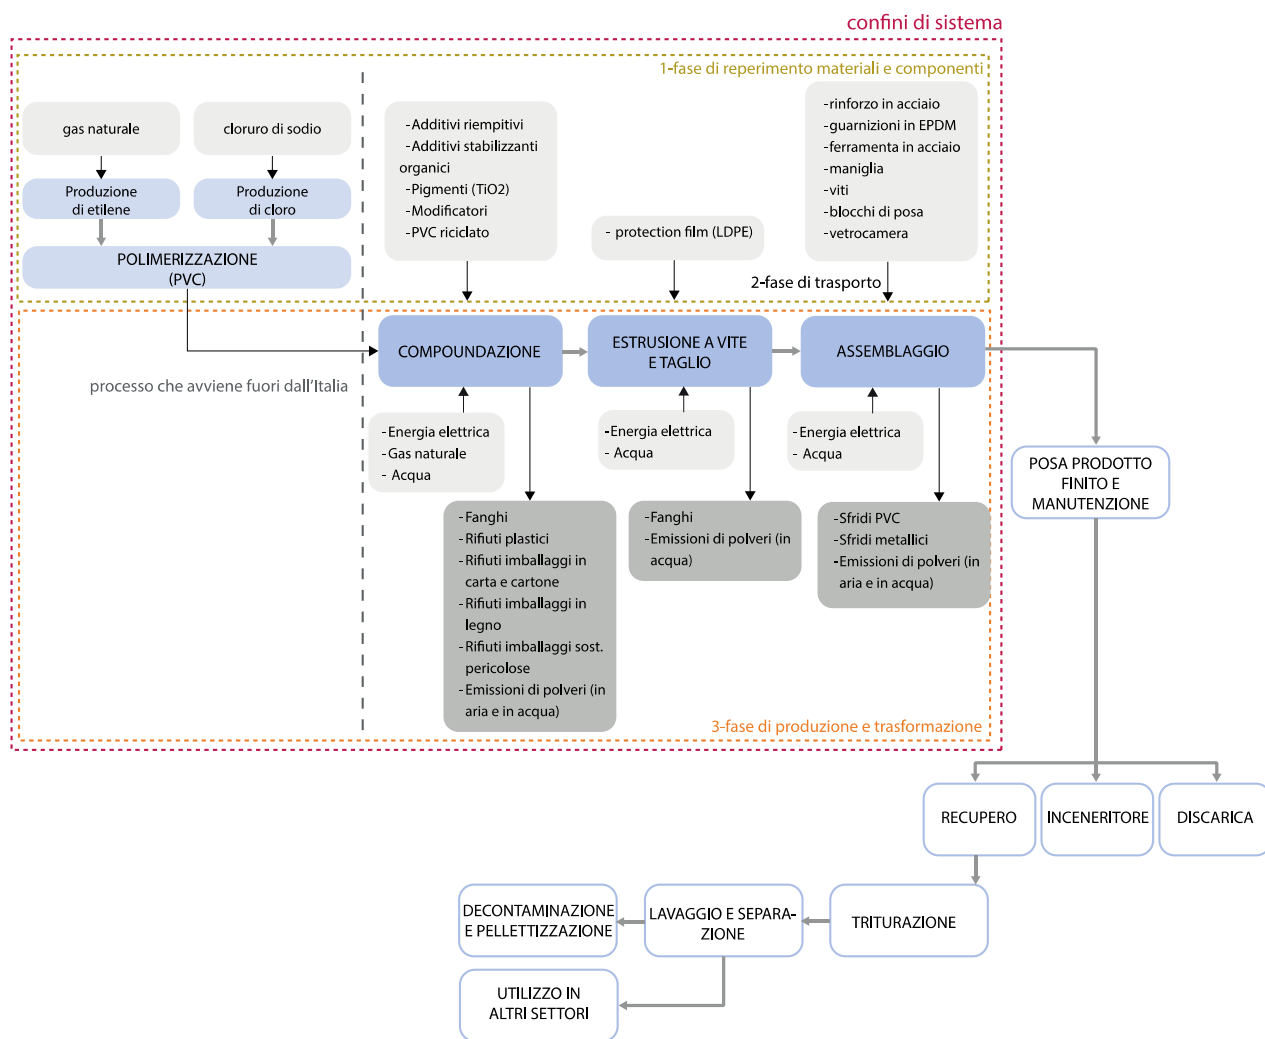 confini di sistema
1-fase di reperimento materiali e componenti
gas naturale
cloruro di sodio
Produzione
di etilene
Produzione
di cloro
POLIMERIZZAZIONE
(PVC)
-Additivi riempitivi
-Additivi stabilizzanti
organici
-Pigmenti (TiO2)
-Modificatori
-PVC riciclato
- protection film (LDPE)
-rinforzo in acciaio
-guarnizioni in EPDM
-ferramenta in acciaio
-maniglia
-viti
-blocchi di posa
-vetrocamera
2-fase di trasporto
COMPOUNDAZIONE
ESTRUSIONE A VITE
E TAGLIO
ASSEMBLAGGIO
processo che avviene fuori dall'Italia
-Energia elettrica
-Gas naturale
- Acqua
-Energia elettrica
- Acqua
-Energia elettrica
- Acqua
-Fanghi
-Rifiuti plastici
-Rifiuti imballaggi in
carta e cartone
-Rifiuti imballaggi in
legno
-Rifiuti imballaggi sost.
pericolose
-Emissioni di polveri (in
aria e in acqua)
-Fanghi
-Emissioni di polveri (in
acqua)
-Sfridi PVC
-Sfridi metallici
-Emissioni di polveri (in
aria e in acqua)
3-fase di produzione e trasformazione
POSA PRODOTTO
FINITO E
MANUTENZIONE
RECUPERO
INCENERITORE
DISCARICA
TRITURAZIONE
LAVAGGIO E SEPARA-
ZIONE
DECONTAMINAZIONE
E PELLETTIZZAZIONE
UTILIZZO IN
ALTRI SETTORI